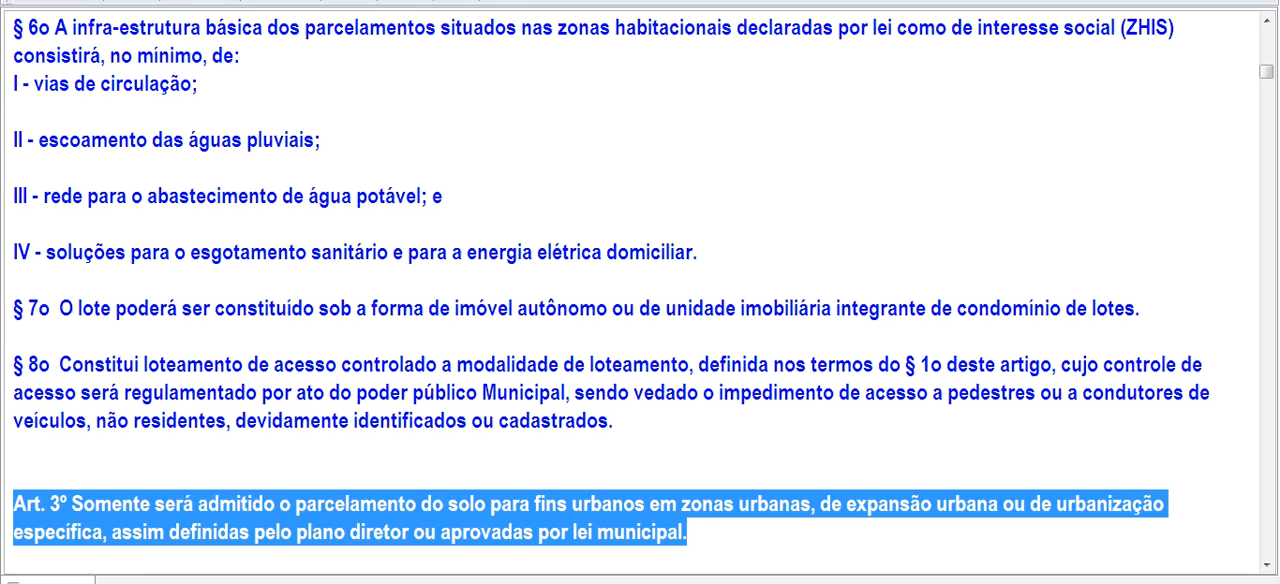 § 6o A infra-estrutura básica dos parcelamentos situados nas zonas habitacionais declaradas por lei como de interesse social (ZHIS)
consistirá, no mínimo, de:
I - vias de circulação;
II - escoamento das águas pluviais;
III - rede para o abastecimento de água potável; e
IV - soluções para o esgotamento sanitário e para a energia elétrica domiciliar.
§ 7o  O lote poderá ser constituído sob a forma de imóvel autônomo ou de unidade imobiliária integrante de condomínio de lotes.
§ 8o  Constitui loteamento de acesso controlado a modalidade de loteamento, definida nos termos do § 1o deste artigo, cujo controle de
acesso será regulamentado por ato do poder público Municipal, sendo vedado o impedimento de acesso a pedestres ou a condutores de
veículos, não residentes, devidamente identificados ou cadastrados.
Art. 3º Somente será admitido o parcelamento do solo para fins urbanos em zonas urbanas, de expansão urbana ou de urbanização
específica, assim definidas pelo plano diretor ou aprovadas por lei municipal.